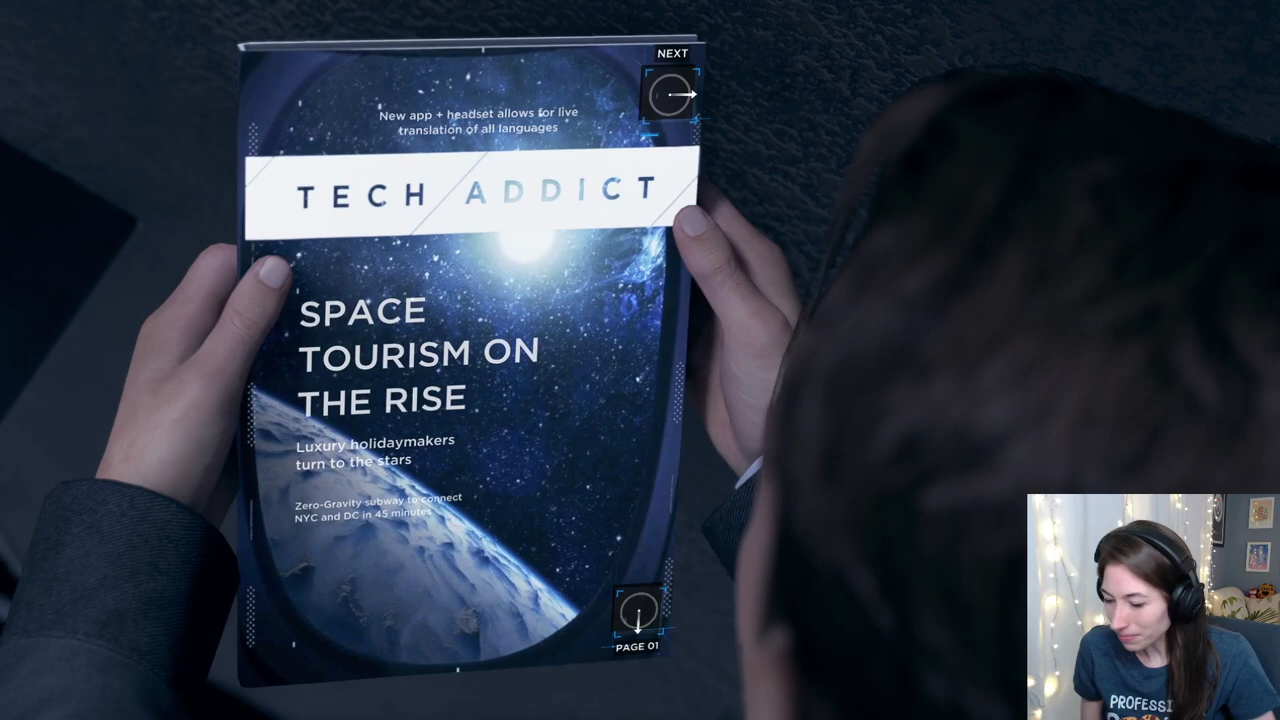 NEXT
New app + headset allows for live
translation of all languages
TECH ADDICT
SPACE
TOURISM ON
THE RISE
Luxury holidaymakers
turn to the stars
Zero-Gravity subway to connect
NYC and DC in 45 minutes
PAGE 01